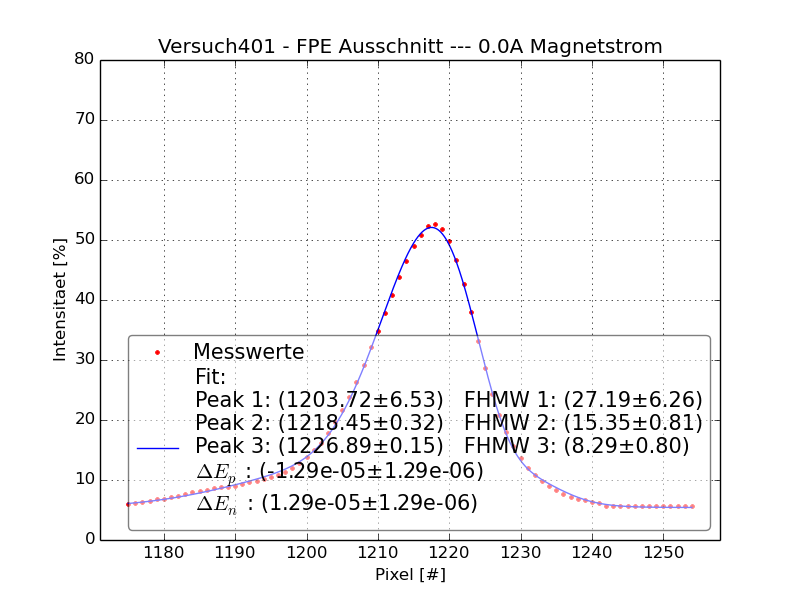 Versuch401 - FPE Ausschnitt --- 0.0A Magnetstrom
80
70
60
50
40
30
20
10
0
Intensitaet [%]
Messwerte
Fit:
Peak 1: (1203.72±6.53) FHMW 1: (27.19±6.26)
Peak 2: (1218.45±0.32) FHMW 2: (15.35±0.81)
Peak 3: (1226.89±0.15) FHMW 3: (8.29±0.80)
ΔE_p : (-1.29e-05±1.29e-06)
ΔE_n : (1.29e-05±1.29e-06)
1180 1190 1200 1210 1220 1230 1240 1250
Pixel [#]